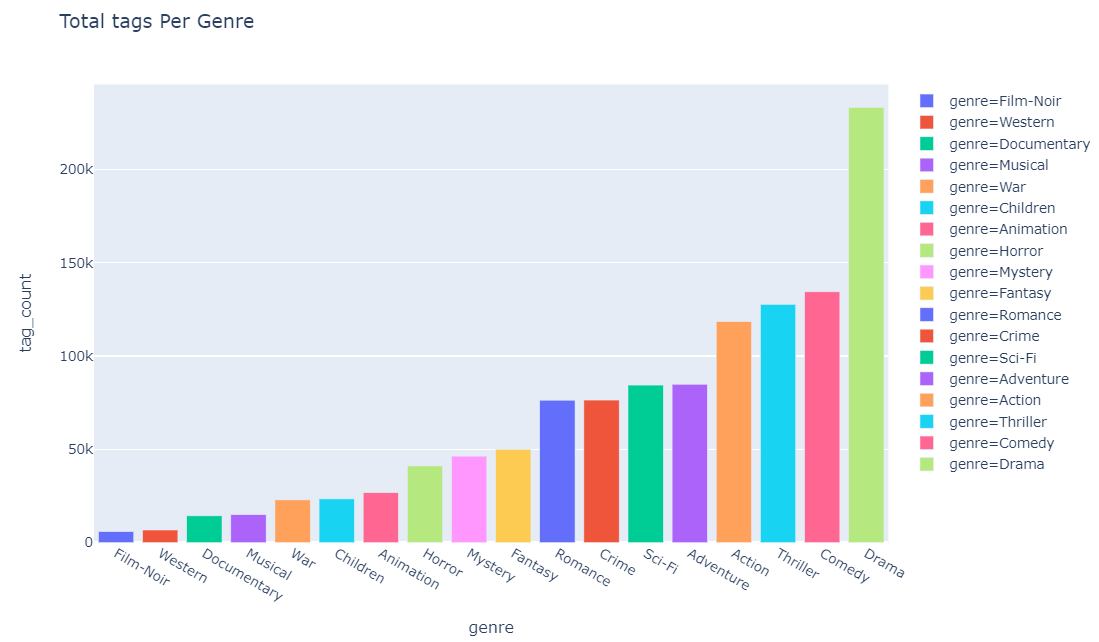 Total tags Per Genre
tag_count
200k
150k
100k
50k
0
Film-Noir
Western
Documentary
Musical
War
Children
Animation
Horror
Mystery
Fantasy
Romance
Crime
Sci-Fi
Adventure
Action
Thriller
Comedy
Drama
genre
genre=Film-Noir
genre=Western
genre=Documentary
genre=Musical
genre=War
genre=Children
genre=Animation
genre=Horror
genre=Mystery
genre=Fantasy
genre=Romance
genre=Crime
genre=Sci-Fi
genre=Adventure
genre=Action
genre=Thriller
genre=Comedy
genre=Drama